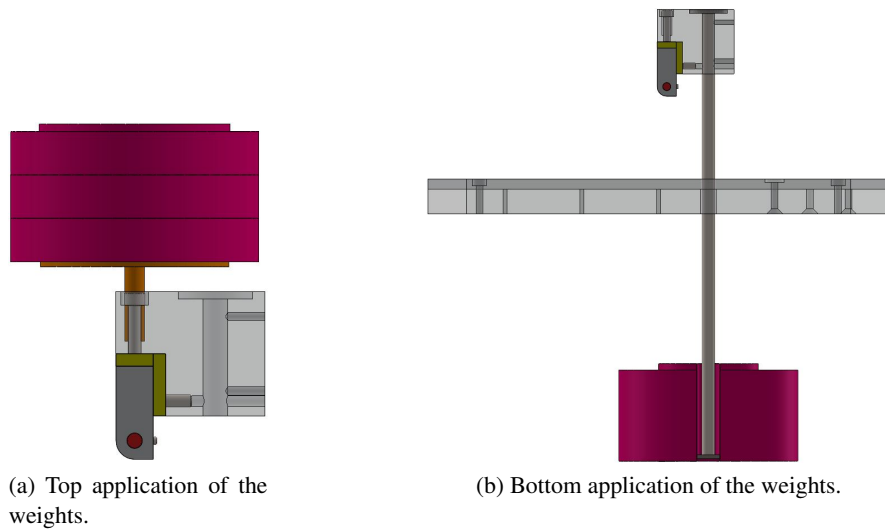 (a) Top application of the
weights.
(b) Bottom application of the weights.